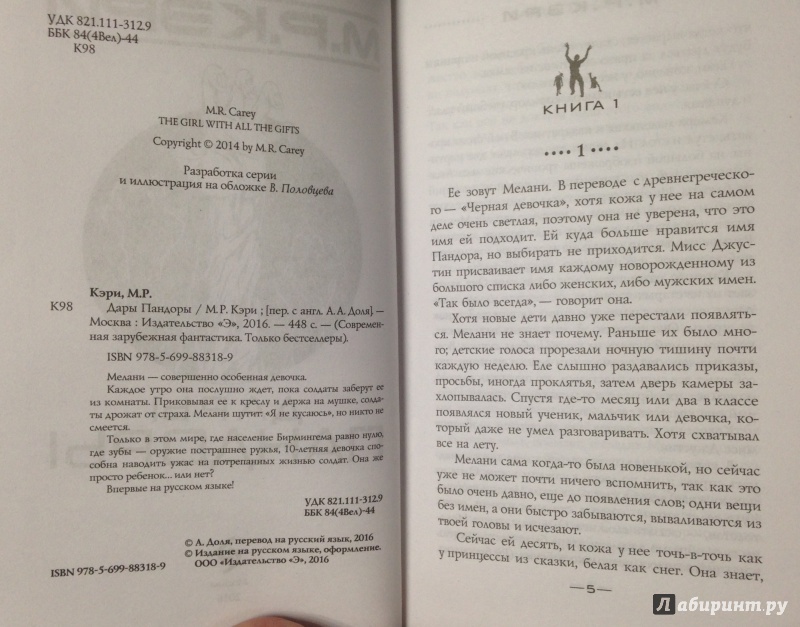 УДК 821.111-312.9
ББК 84(4Вел)-44
К98
M.R. Carey
THE GIRL WITH ALL THE GIFTS
Copyright © 2014 by M.R. Carey
Разработка серии
и иллюстрация на обложке В. Половцева
Кэри, М.Р.
К98 Дары Пандоры / М.Р. Кэри ; [пер. с англ. А.А. Доля]. —
Москва : Издательство «Э», 2016. — 448 с. — (Современ-
ная зарубежная фантастика. Только бестселлеры).
ISBN 978-5-699-88318-9
Мелани — совершенно особенная девочка.
Каждое утро она послушно ждет, пока солдаты заберут ее
из комнаты. Приковывая ее к креслу и держа на мушке, солда-
ты дрожат от страха. Мелани шутит: «Я не кусаюсь», но никто не
смеется.
Только в этом мире, где население Бирмингема равно нулю,
где зубы — оружие пострашнее ружья, 10-летняя девочка спо-
собна наводить ужас на потрепанных жизнью солдат. Она же
просто ребенок... или нет?
Впервые на русском языке!
УДК 821.111-312.9
ББК 84(4Вел)-44
© А. Доля, перевод на русский язык, 2016
© Издание на русском языке, оформление.
ООО «Издательство «Э», 2016
ISBN 978-5-699-88318-9
КНИГА 1
•••• 1 ••••
Ее зовут Мелани. В переводе с древнегреческо-
го — «Черная девочка», хотя кожа у нее на самом
деле очень светлая, поэтому она не уверена, что это
имя ей подходит. Ей куда больше нравится имя
Пандора, но выбирать не приходится. Мисс Джус-
тин присваивает имя каждому новорожденному из
большого списка либо женских, либо мужских имен.
«Так было всегда», — говорит она.
Хотя новые дети давно уже перестали появлять-
ся. Мелани не знает почему. Раньше их было мно-
го; детские голоса прорезали ночную тишину почти
каждую неделю. Еле слышно раздавались приказы,
просьбы, иногда проклятья, затем дверь камеры за-
хлопывалась. Спустя где-то месяц или два в классе
появлялся новый ученик, мальчик или девочка, ко-
торый даже не умел разговаривать. Хотя схватывал
все на лету.
Мелани сама когда-то была новенькой, но сейчас
уже не может почти ничего вспомнить, так как это
было очень давно, еще до появления слов; одни вещи
без имен, а они быстро забываются, вываливаются из
твоей головы и исчезают.
Сейчас ей десять, и кожа у нее точь-в-точь как
у принцессы из сказки, белая как снег. Она знает,
—5—
Лабиринт.ру